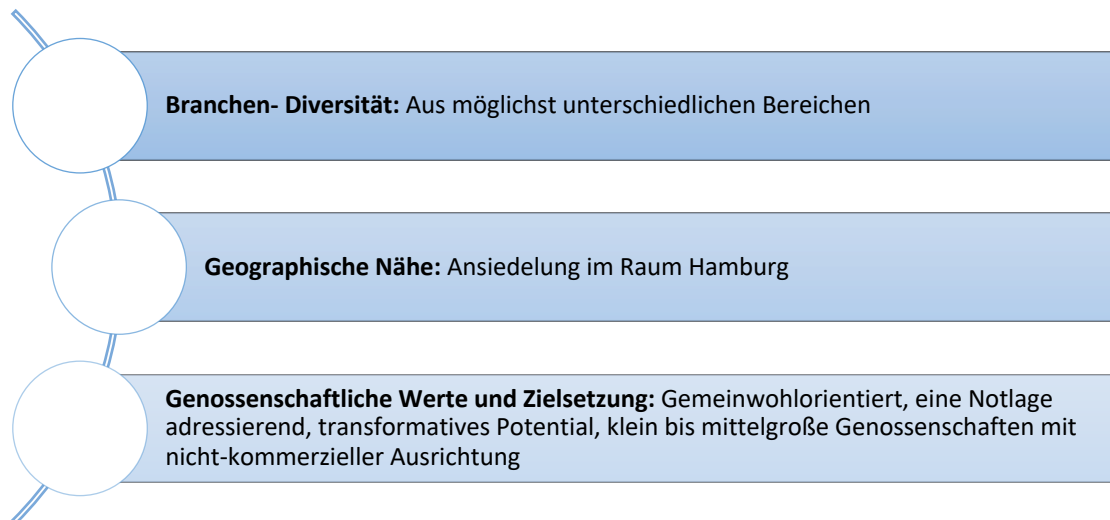 Branchen- Diversität: Aus möglichst unterschiedlichen Bereichen
Geographische Nähe: Ansiedelung im Raum Hamburg
Genossenschaftliche Werte und Zielsetzung: Gemeinwohlorientiert, eine Notlage
adressierend, transformatives Potential, klein bis mittelgroße Genossenschaften mit
nicht-kommerzieller Ausrichtung